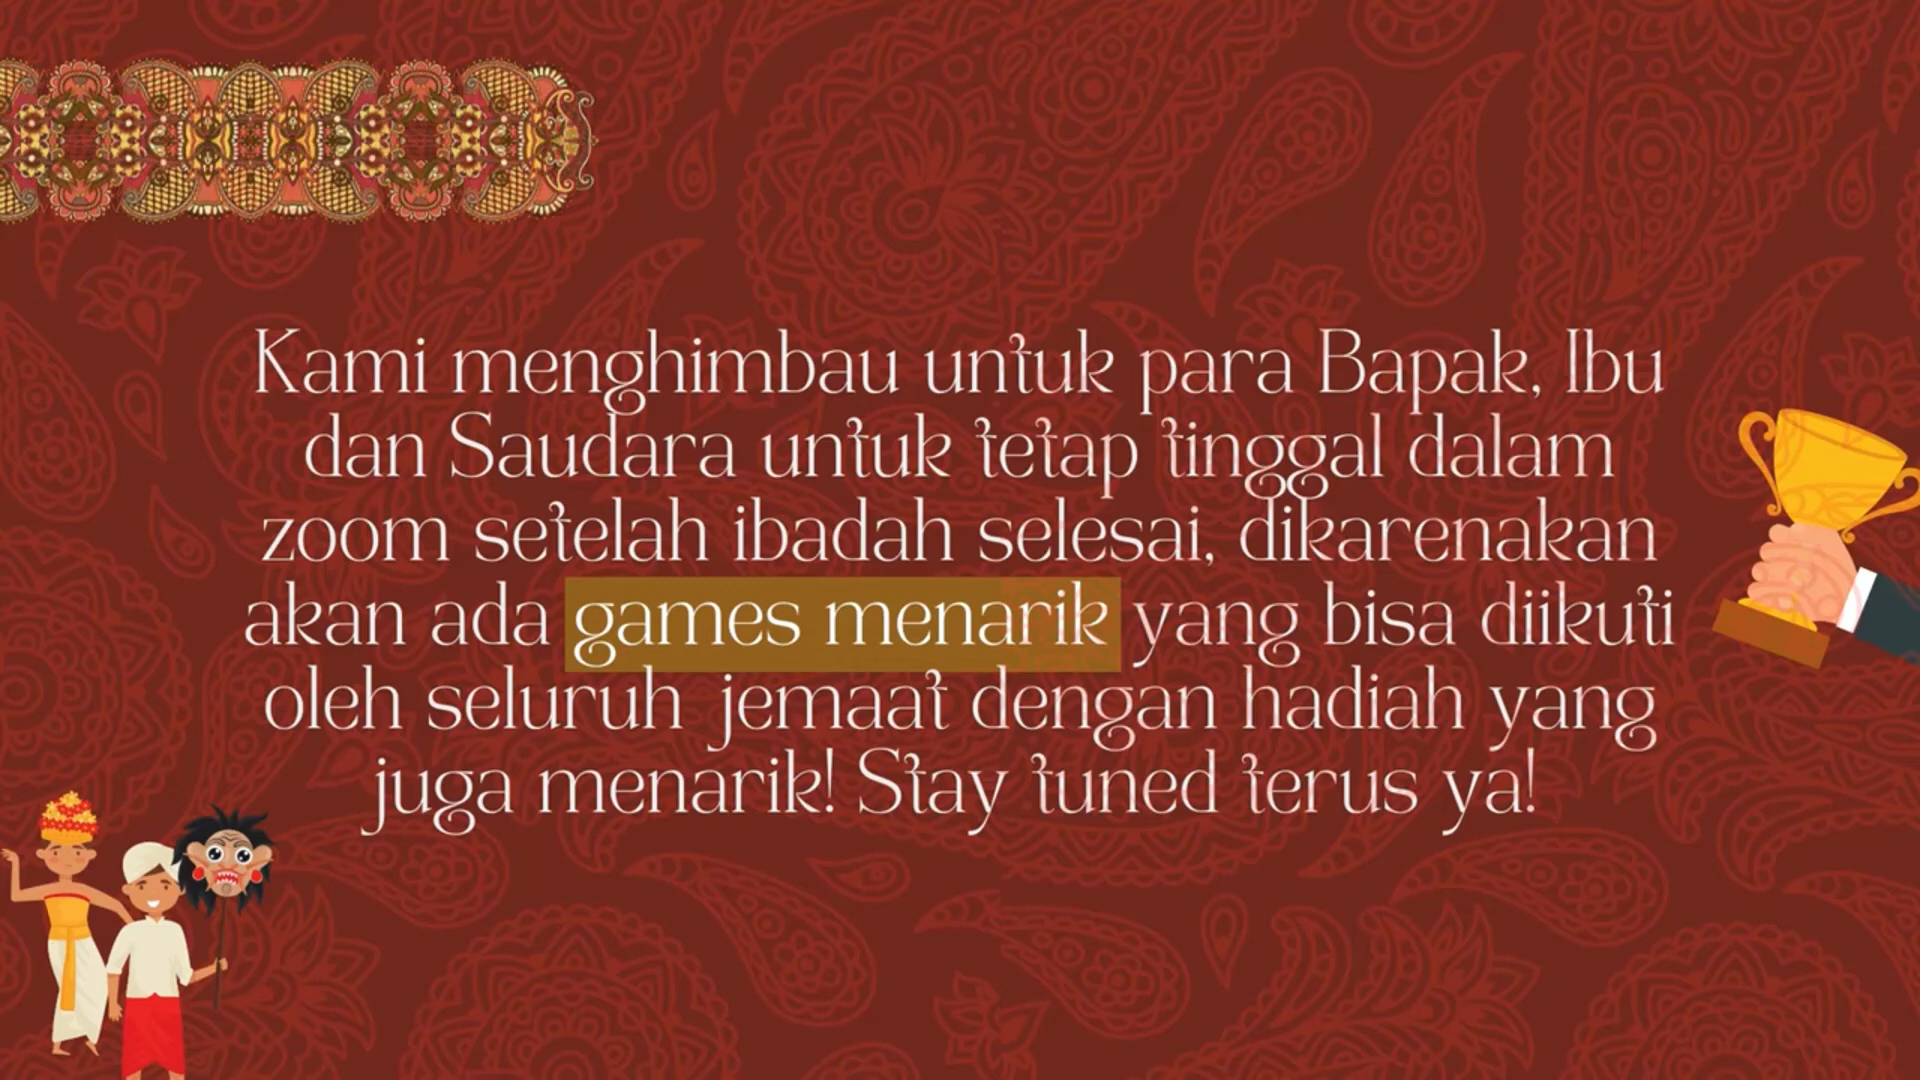 Kami menghimbau untuk para Bapak, Ibu
dan Saudara untuk tetap tinggal dalam
zoom setelah ibadah selesai, dikarenakan
akan ada games menarik yang bisa diikuti
oleh seluruh jemaat dengan hadiah yang
juga menarik! Stay tuned terus ya!